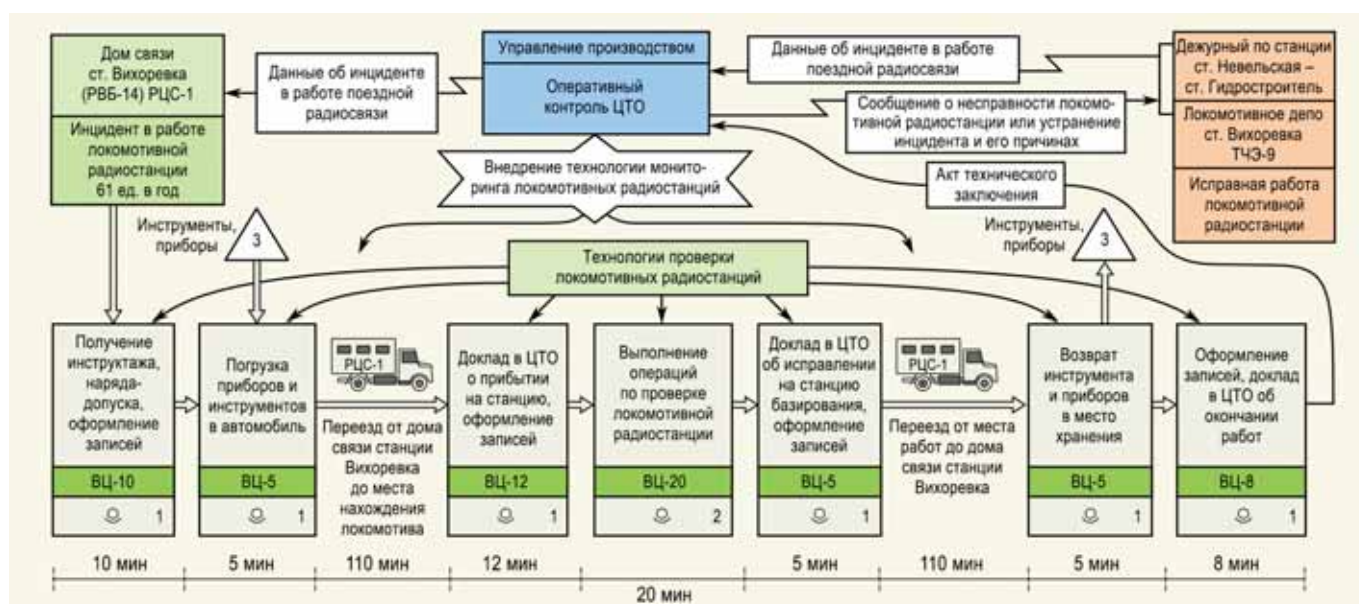 Дом связи
ст. Вихоревка
(РВБ-14) РЦС-1
Инцидент в работе
локомотивной
радиостанции
61 ед. в год
Данные об инциденте
в работе поездной
радиосвязи
Управление производством
Оперативный
контроль ЦТО
Данные об инциденте в работе
поездной радиосвязи
Сообщение о несправности локомо-
тивной радиостанции или устранение
инцидента и его причинах
Акт технического
заключения
Дежурный по станции
ст. Невельская –
ст. Гидростроитель
Локомотивное депо
ст. Вихоревка
ТЧЭ-9
Исправная работа
локомотивной
радиостанции
Внедрение технологии монито-
ринга локомотивных радиостанций
Инструменты,
приборы
3
Технологии проверки
локомотивных радиостанций
Инструменты,
приборы
3
Получение
инструктажа,
наряда-
допуска,
оформление
записей
ВЦ-10
1
Погрузка
приборов и
инструментов
в автомобиль
ВЦ-5
1
РЦС-1
Переезд от дома
связи станции
Вихоревка
до места
нахождения
локомотива
Доклад в ЦТО
о прибытии
на станцию,
оформление
записей
ВЦ-12
1
Выполнение
операций
по проверке
локомотивной
радиостанции
ВЦ-20
2
Доклад в ЦТО
об исправлении
на станцию
базирования,
оформление
записей
ВЦ-5
1
РЦС-1
Переезд от места
работ до дома
связи станции
Вихоревка
Возврат
инструмента
и приборов
в место
хранения
ВЦ-5
1
Оформление
записей, доклад
в ЦТО об
окончании
работ
ВЦ-8
1
10 мин
5 мин
110 мин
12 мин
20 мин
5 мин
110 мин
5 мин
8 мин